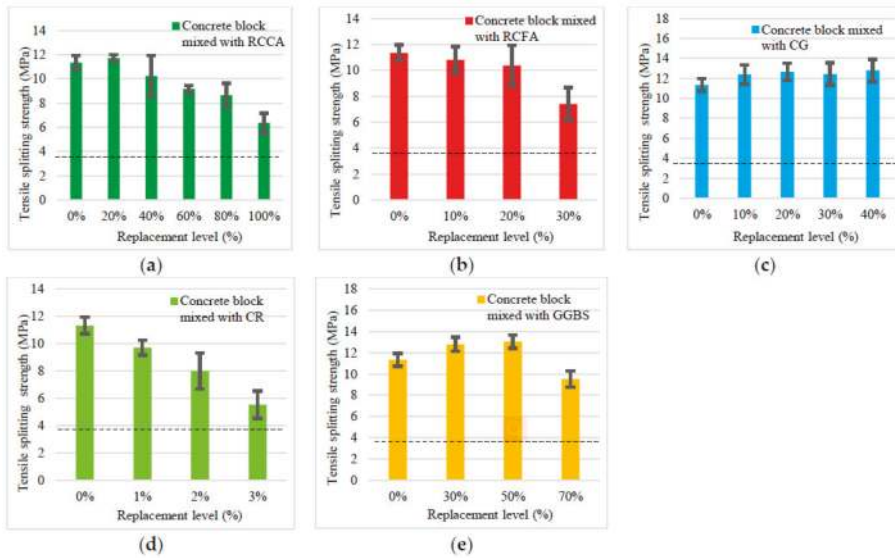 Tensile splitting strength (MPa)
14
12
10
8
6
4
2
0
Concrete block
mixed with RCCA
0% 20% 40% 60% 80% 100%
Replacement level (%)
(a)
Tensile splitting strength (MPa)
14
12
10
8
6
4
2
0
Concrete block mixed
with RCFA
0% 10% 20% 30%
Replacement level (%)
(b)
Tensile splitting strength (MPa)
18
16
14
12
10
8
6
4
2
0
Concrete block mixed
with CG
0% 10% 20% 30% 40%
Replacement level (%)
(c)
Tensile splitting strength (MPa)
14
12
10
8
6
4
2
0
Concrete block
mixed with CR
0% 1% 2% 3%
Replacement level (%)
(d)
Tensile splitting strength (MPa)
18
16
14
12
10
8
6
4
2
0
Concrete block
mixed with GGBS
0% 30% 50% 70%
Replacement level (%)
(e)